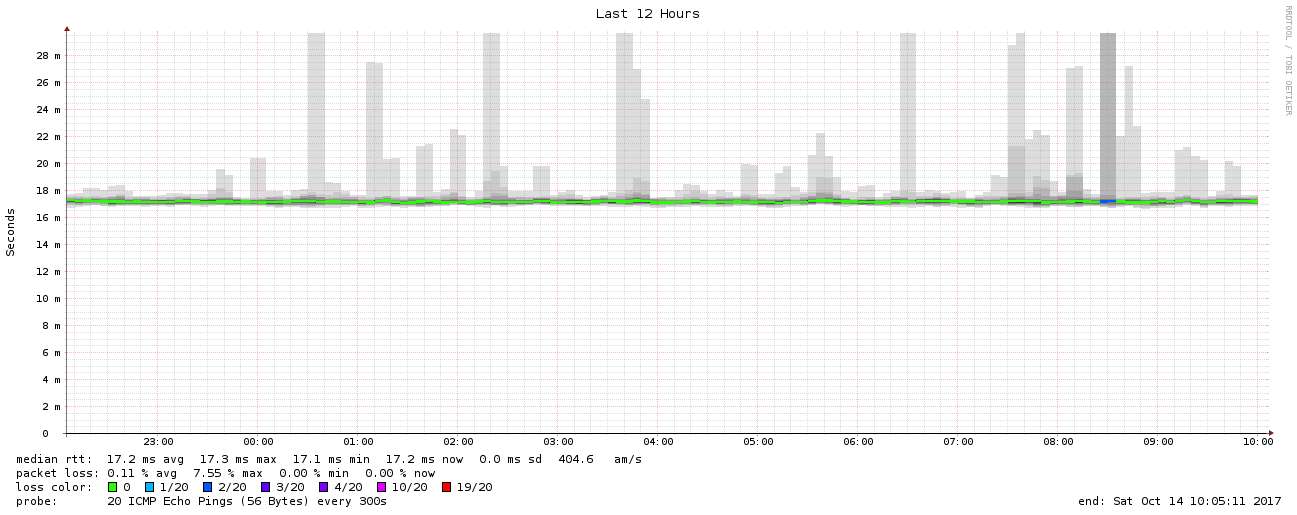 Last 12 Hours
RRDTOOL / TOBI OETIKER
Seconds
28 m
26 m
24 m
22 m
20 m
18 m
16 m
14 m
12 m
10 m
8 m
6 m
4 m
2 m
0
23:00 00:00 01:00 02:00 03:00 04:00 05:00 06:00 07:00 08:00 09:00 10:00
median rtt: 17.2 ms avg 17.3 ms max 17.1 ms min 17.2 ms now 0.0 ms sd 404.6 am/s
packet loss: 0.11 % avg 7.55 % max 0.00 % min 0.00 % now
loss color: 0 1/20 2/20 3/20 4/20 10/20 19/20
probe: 20 ICMP Echo Pings (56 Bytes) every 300s end: Sat Oct 14 10:05:11 2017